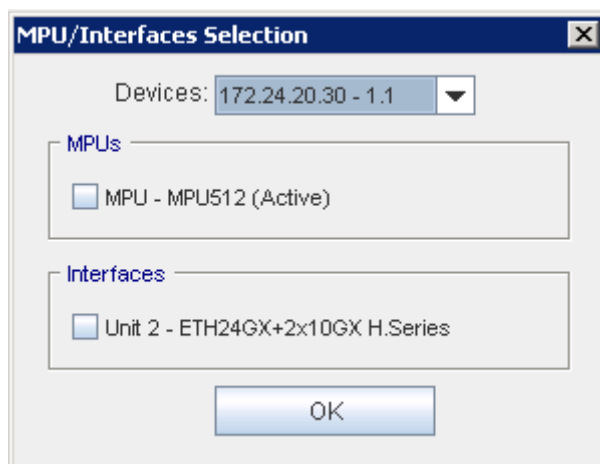 MPU/Interfaces Selection
Devices: 172.24.20.30 - 1.1
MPUs
MPU - MPU512 (Active)
Interfaces
Unit 2 - ETH24GX+2x10GX H.Series
OK